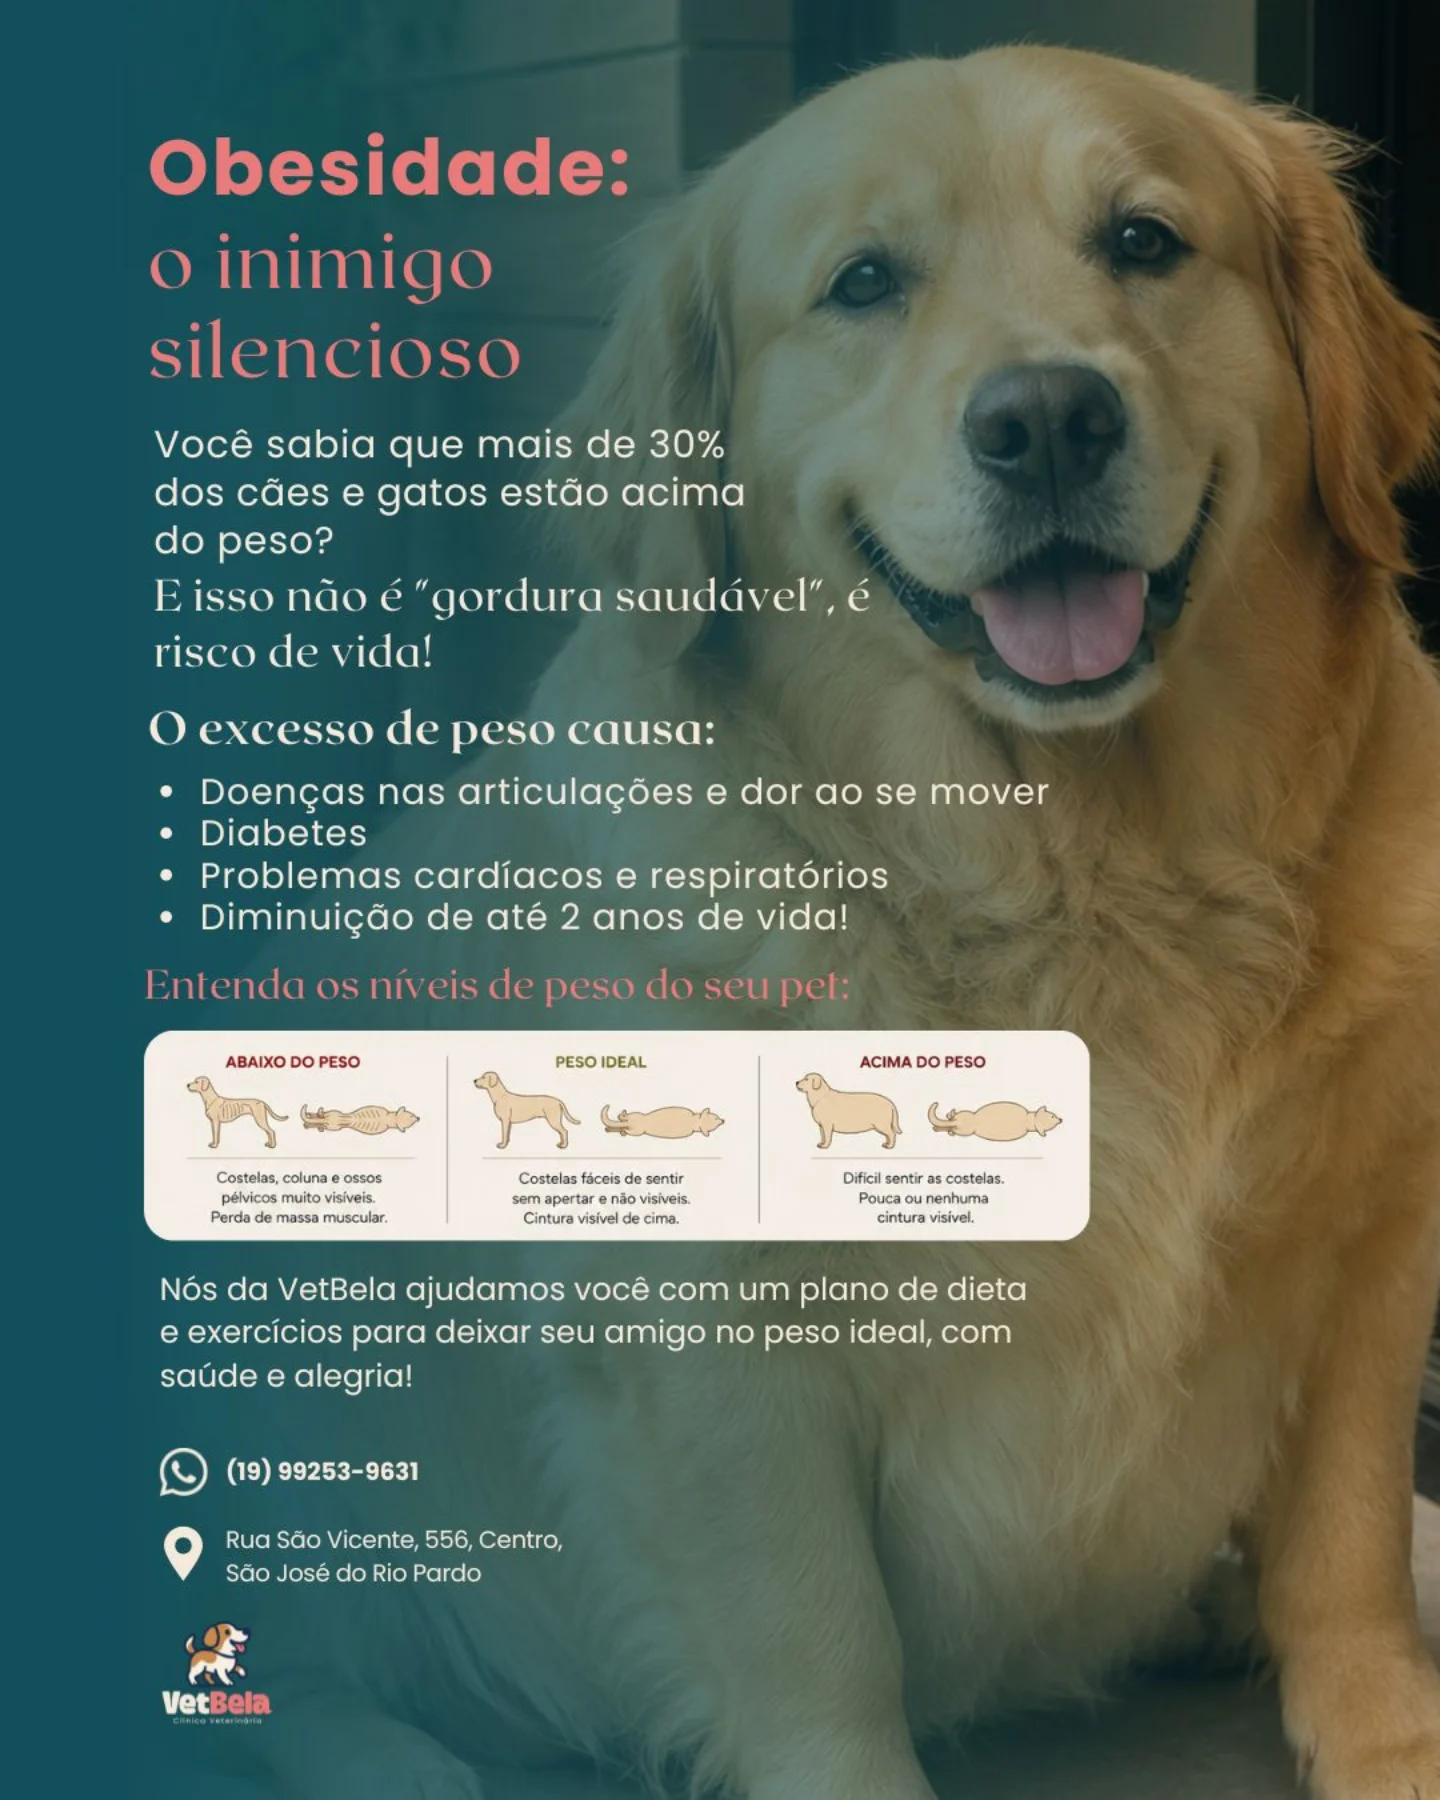 Obesidade:
o inimigo
silencioso
Você sabia que mais de 30%
dos cães e gatos estão acima
do peso?
E isso não é "gordura saudável", é
risco de vida!
O excesso de peso causa:
• Doenças nas articulações e dor ao se mover
• Diabetes
• Problemas cardíacos e respiratórios
• Diminuição de até 2 anos de vida!
Entenda os níveis de peso do seu pet:
ABAIXO DO PESO
Costelas, coluna e ossos
pélvicos muito visíveis.
Perda de massa muscular.
PESO IDEAL
Costelas fáceis de sentir
sem apertar e não visíveis.
Cintura visível de cima.
ACIMA DO PESO
Difícil sentir as costelas.
Pouca ou nenhuma
cintura visível.
Nós da VetBela ajudamos você com um plano de dieta
e exercícios para deixar seu amigo no peso ideal, com
saúde e alegria!
(19) 99253-9631
Rua São Vicente, 556, Centro,
São José do Rio Pardo
VetBela
Clínica Veterinária